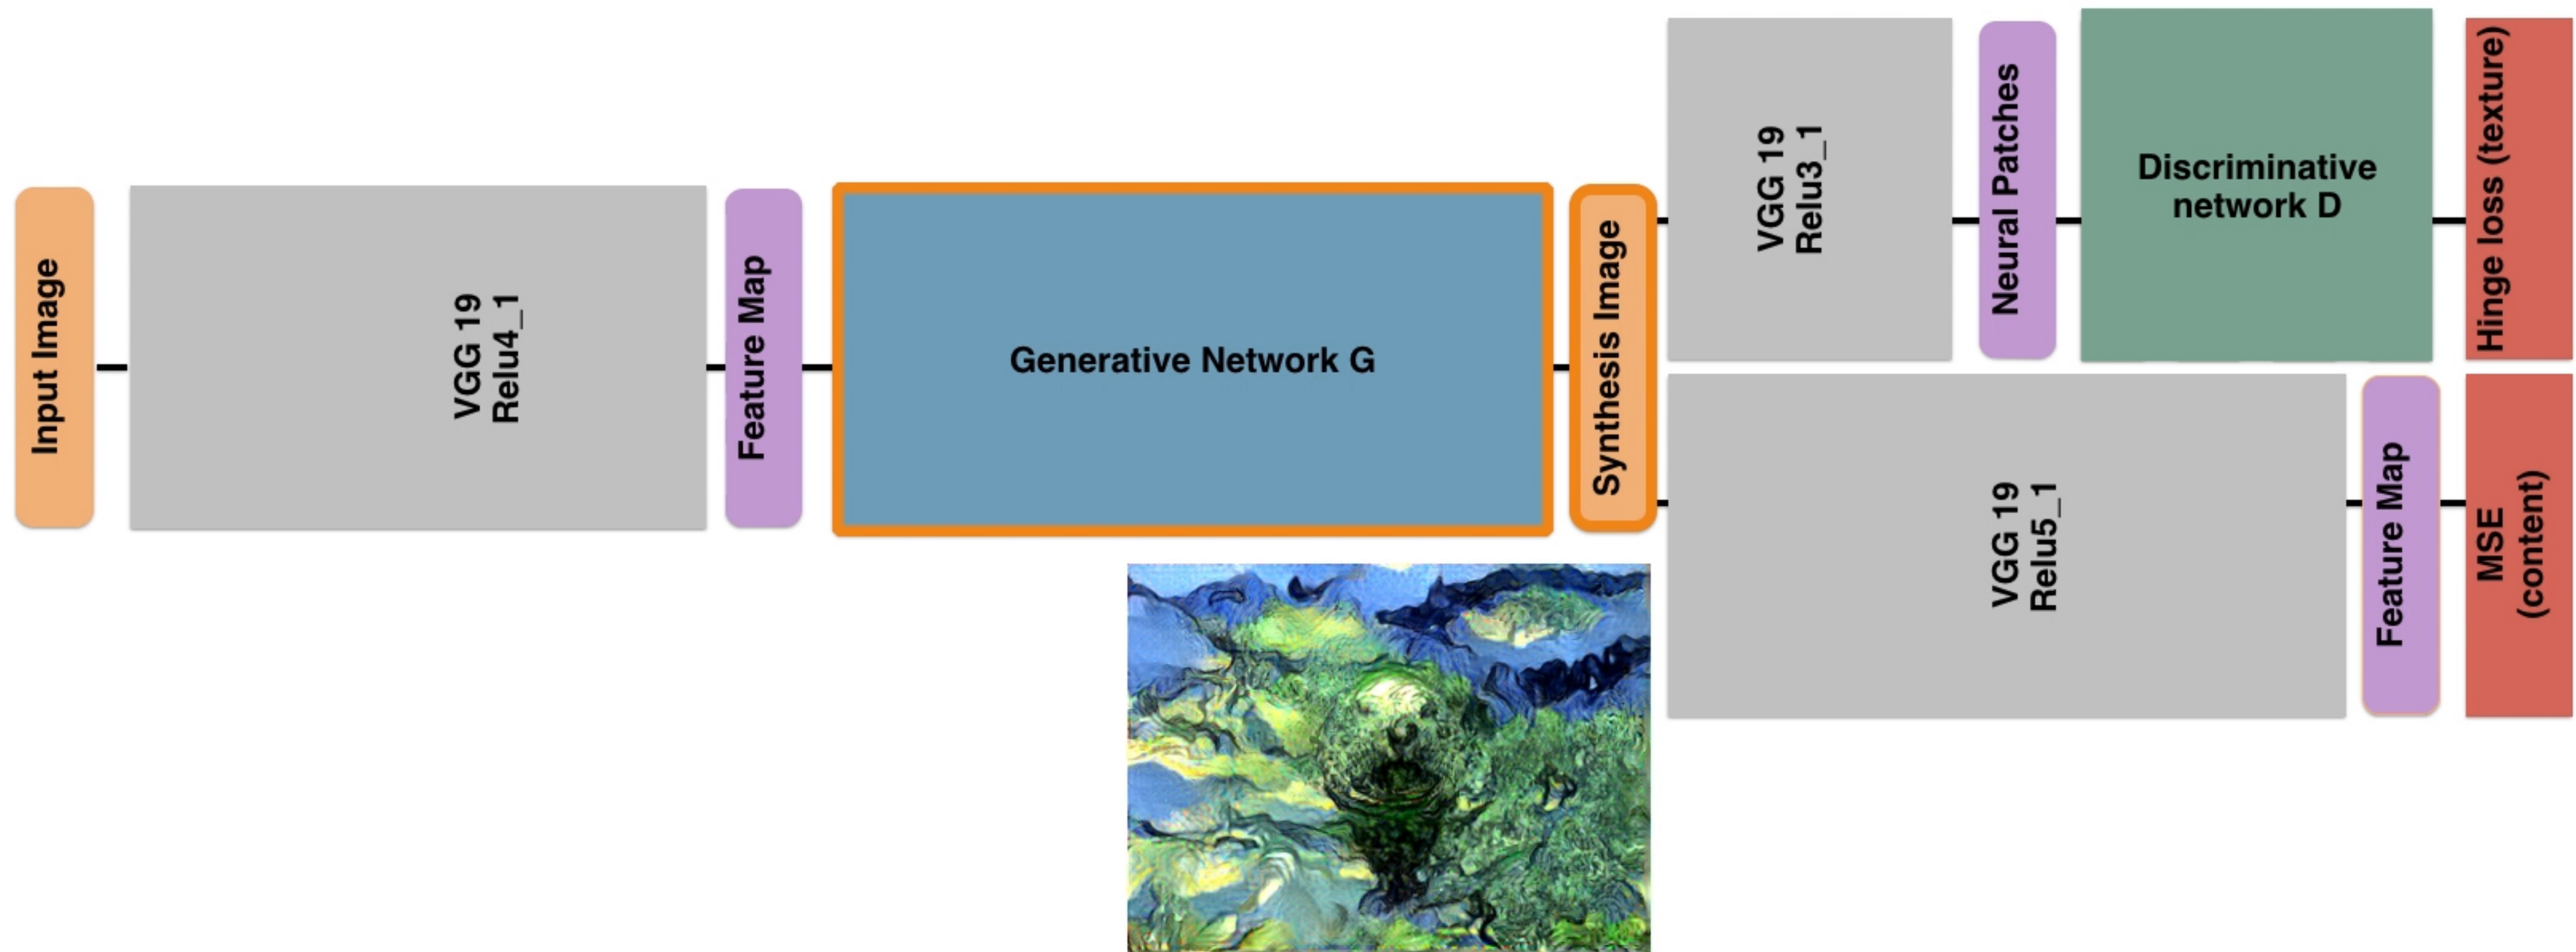 Input Image
VGG 19
Relu4_1
Feature Map
Generative Network G
Synthesis Image
VGG 19
Relu3_1
Neural Patches
Discriminative
network D
Hinge loss (texture)
VGG 19
Relu5_1
Feature Map
MSE
(content)